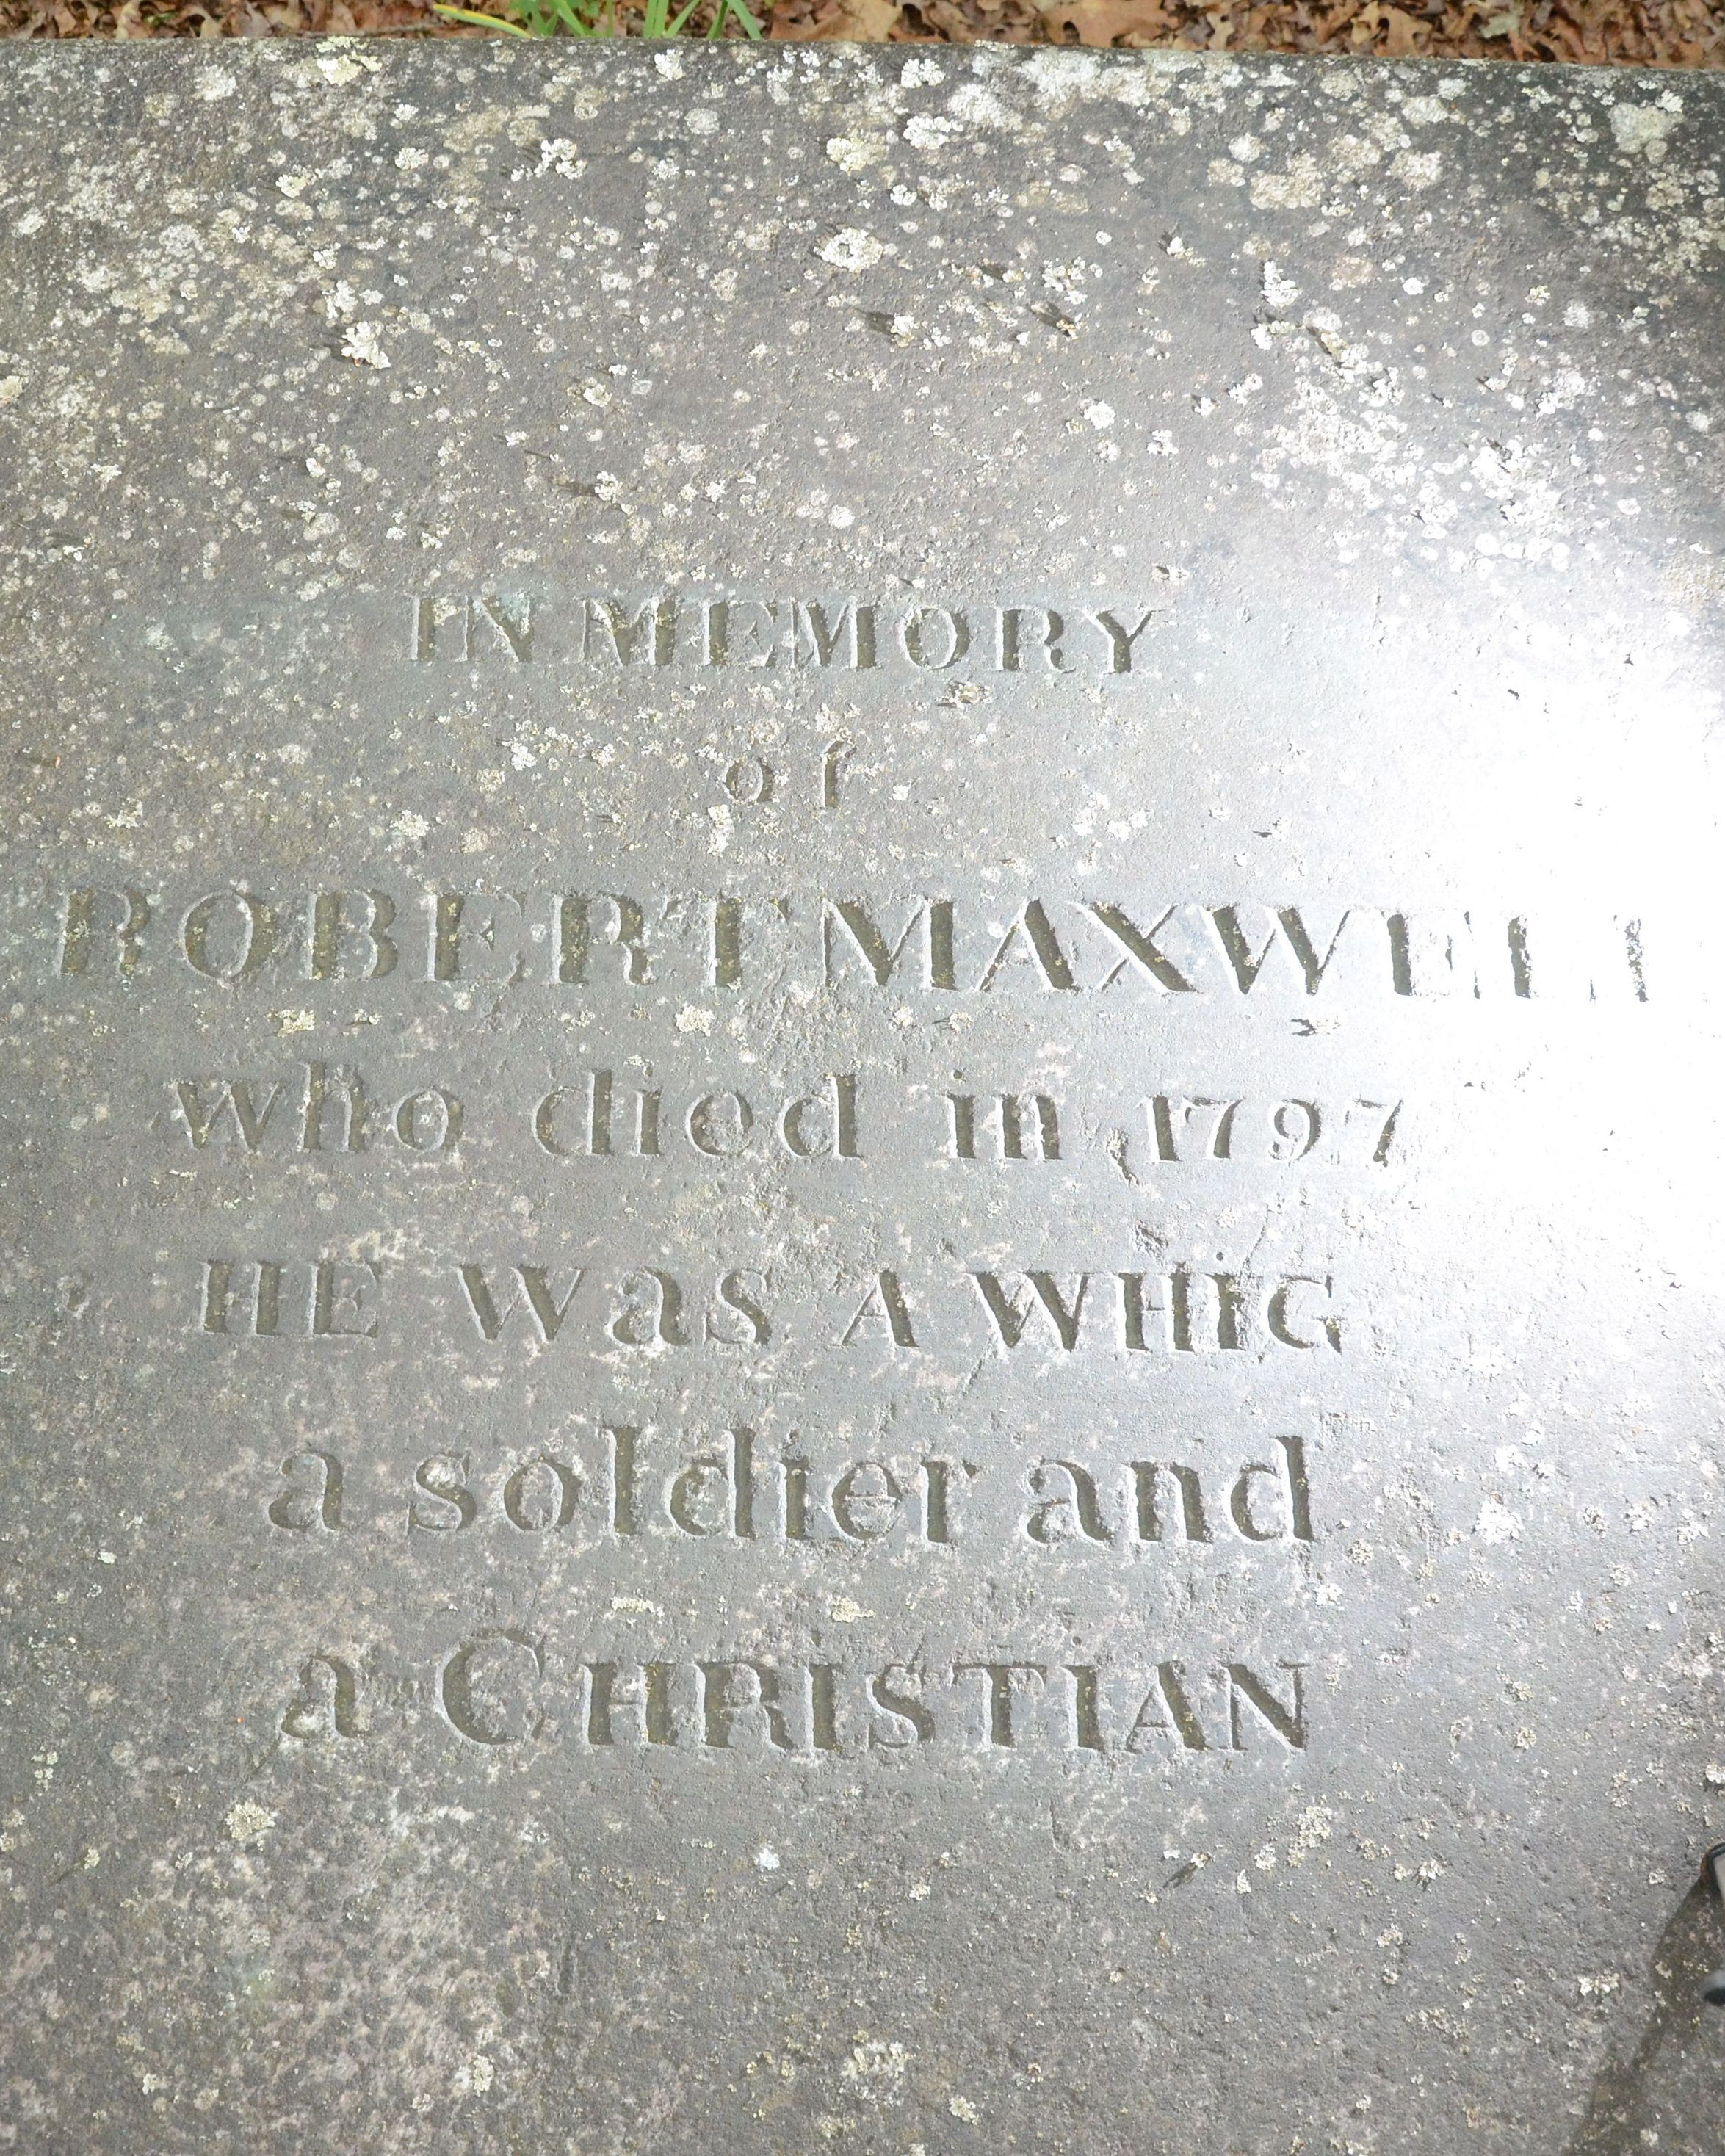 IN MEMORY
of
ROBERT MAXWELL
who died in 1797
HE was A WHiG
a soldier and
a CHRISTIAN